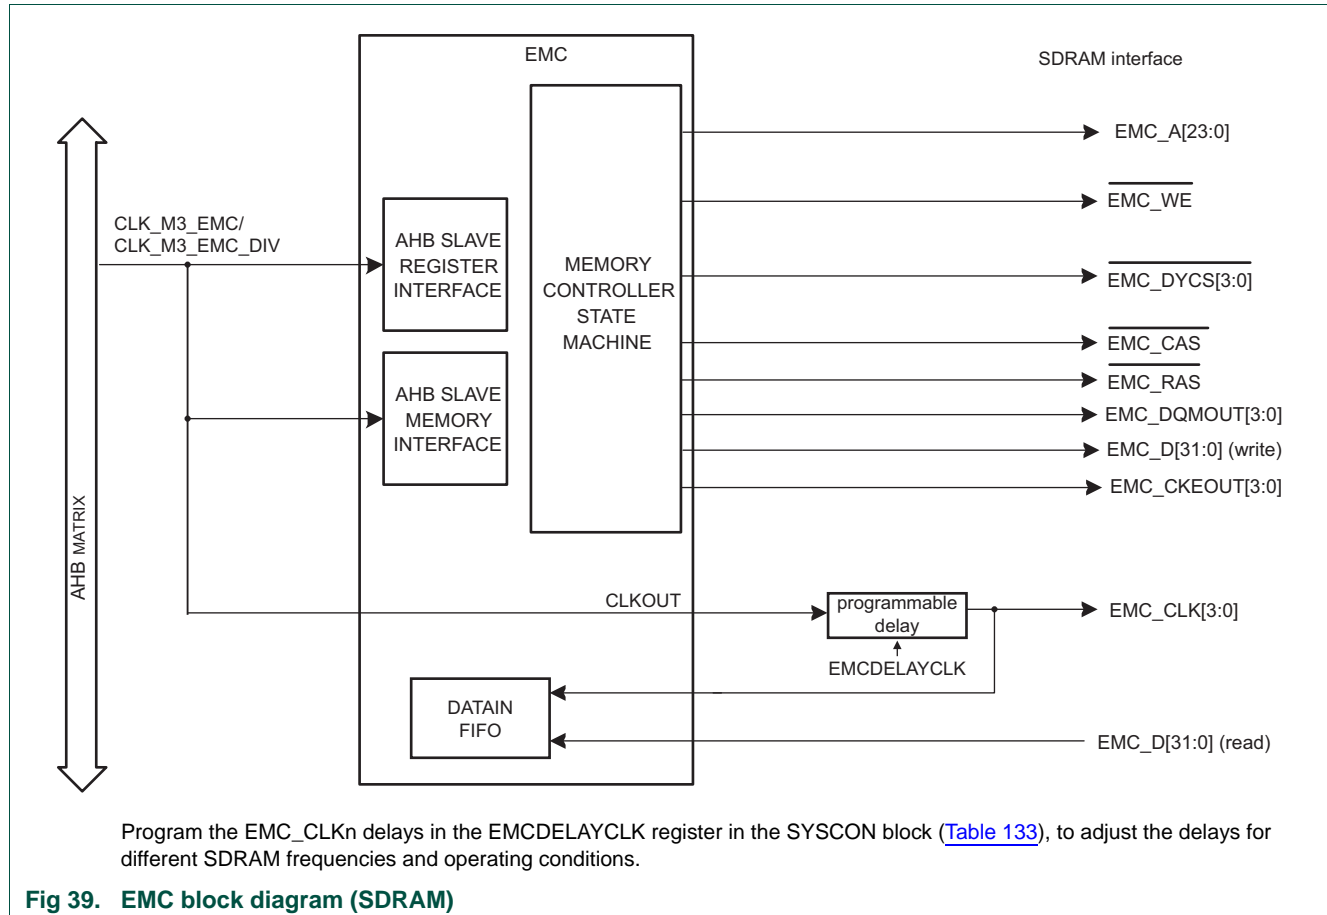 EMC
SDRAM interface
EMC_A[23:0]
EMC_WE
EMC_DYCS[3:0]
EMC_CAS
EMC_RAS
EMC_DQMOUT[3:0]
EMC_D[31:0] (write)
EMC_CKEOUT[3:0]
CLK_M3_EMC/
CLK_M3_EMC_DIV
AHB SLAVE
REGISTER
INTERFACE
AHB SLAVE
MEMORY
INTERFACE
MEMORY
CONTROLLER
STATE
MACHINE
AHB MATRIX
CLKOUT
programmable
delay
EMC_CLK[3:0]
EMCDELAYCLK
DATAIN
FIFO
EMC_D[31:0] (read)
Program the EMC_CLKn delays in the EMCDELAYCLK register in the SYSCON block (Table 133), to adjust the delays for
different SDRAM frequencies and operating conditions.
Fig 39. EMC block diagram (SDRAM)